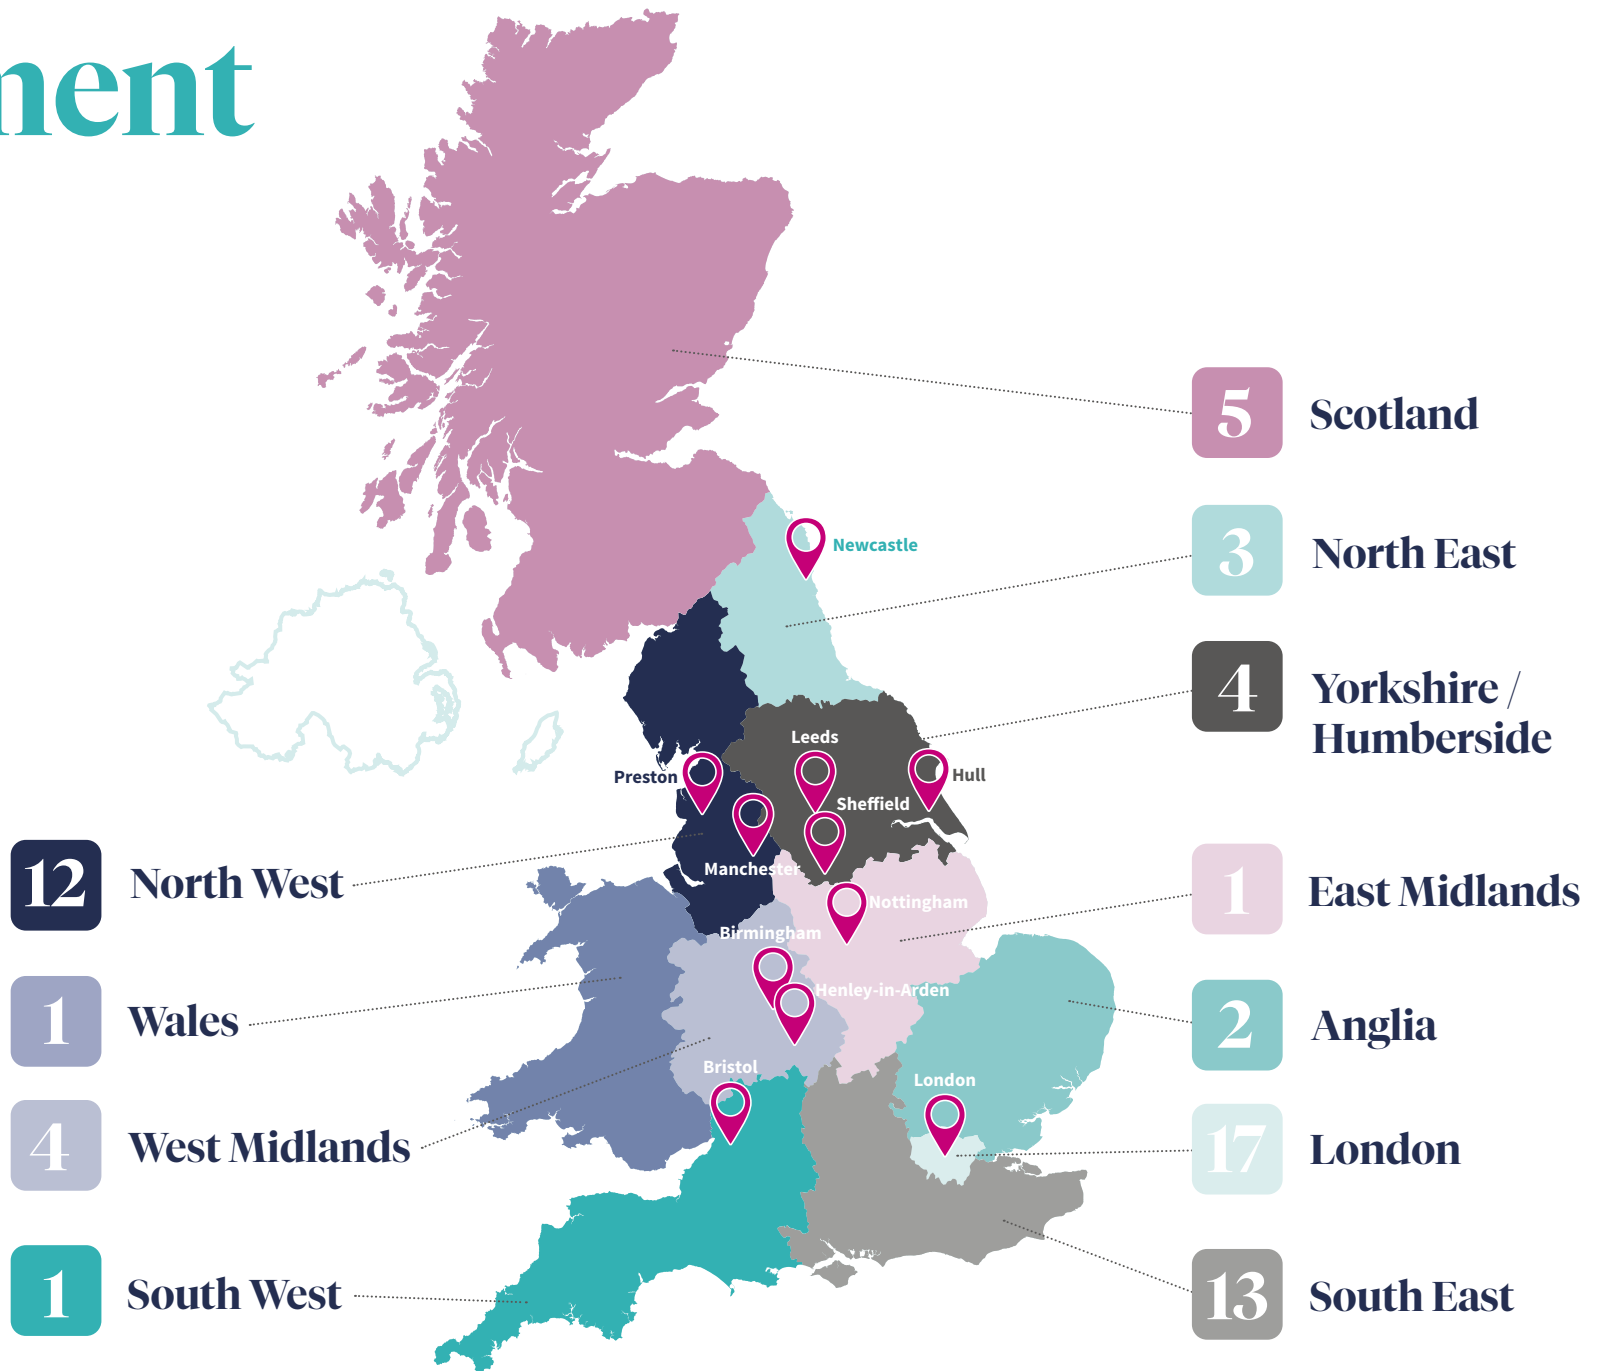 5 Scotland
Newcastle
3 North East
4 Yorkshire /
Humberside
Leeds
Preston
Hull
Sheffield
12 North West
Manchester
1 East Midlands
Nottingham
Birmingham
Henley-in-Arden
1 Wales
2 Anglia
Bristol
London
4 West Midlands
17 London
1 South West
13 South East